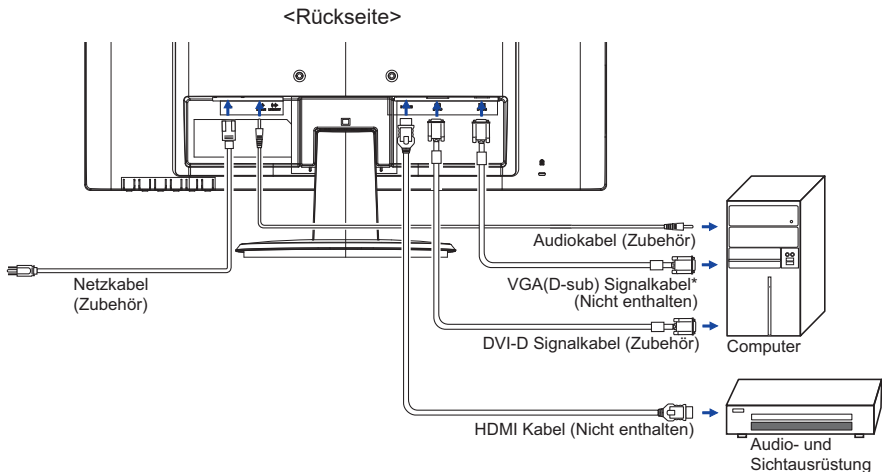 <Rückseite>
Audiokabel (Zubehör)
Netzkabel
(Zubehör)
VGA(D-sub) Signalkabel*
(Nicht enthalten)
DVI-D Signalkabel (Zubehör)
Computer
HDMI Kabel (Nicht enthalten)
Audio- und
Sichtausrüstung